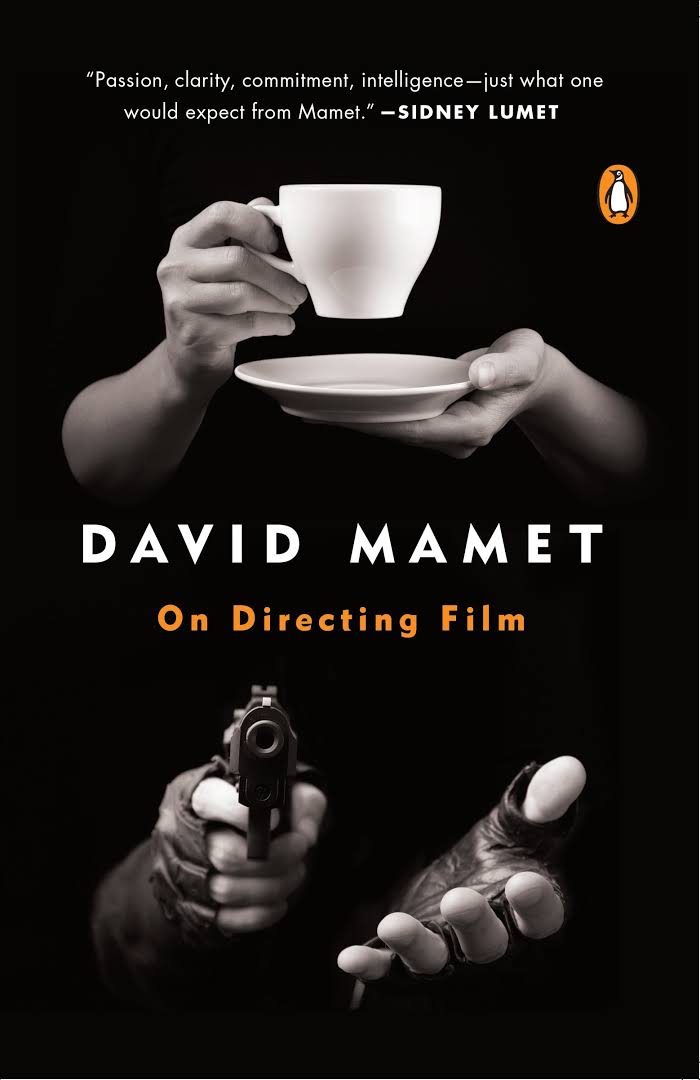 “Passion, clarity, commitment, intelligence—just what one
would expect from Mamet.” —SIDNEY LUMET
DAVID MAMET
On Directing Film